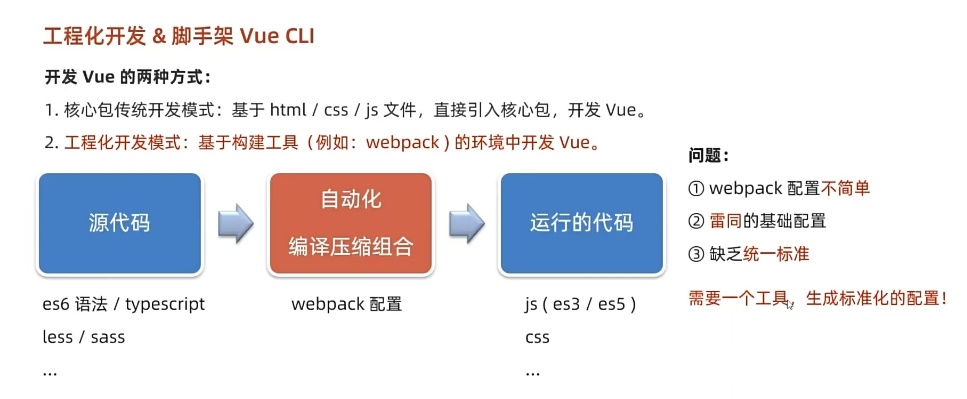 工程化开发 & 脚手架 Vue CLI
开发 Vue 的两种方式：
1. 核心包传统开发模式：基于 html / css / js 文件，直接引入核心包，开发 Vue。
2. 工程化开发模式：基于构建工具（例如：webpack ) 的环境中开发 Vue。
源代码
自动化
编译压缩组合
运行的代码
es6 语法 / typescript
less / sass
...
webpack 配置
js ( es3 / es5 )
css
...
问题：
① webpack 配置不简单
② 雷同的基础配置
③ 缺乏统一标准
需要一个工具，生成标准化的配置！